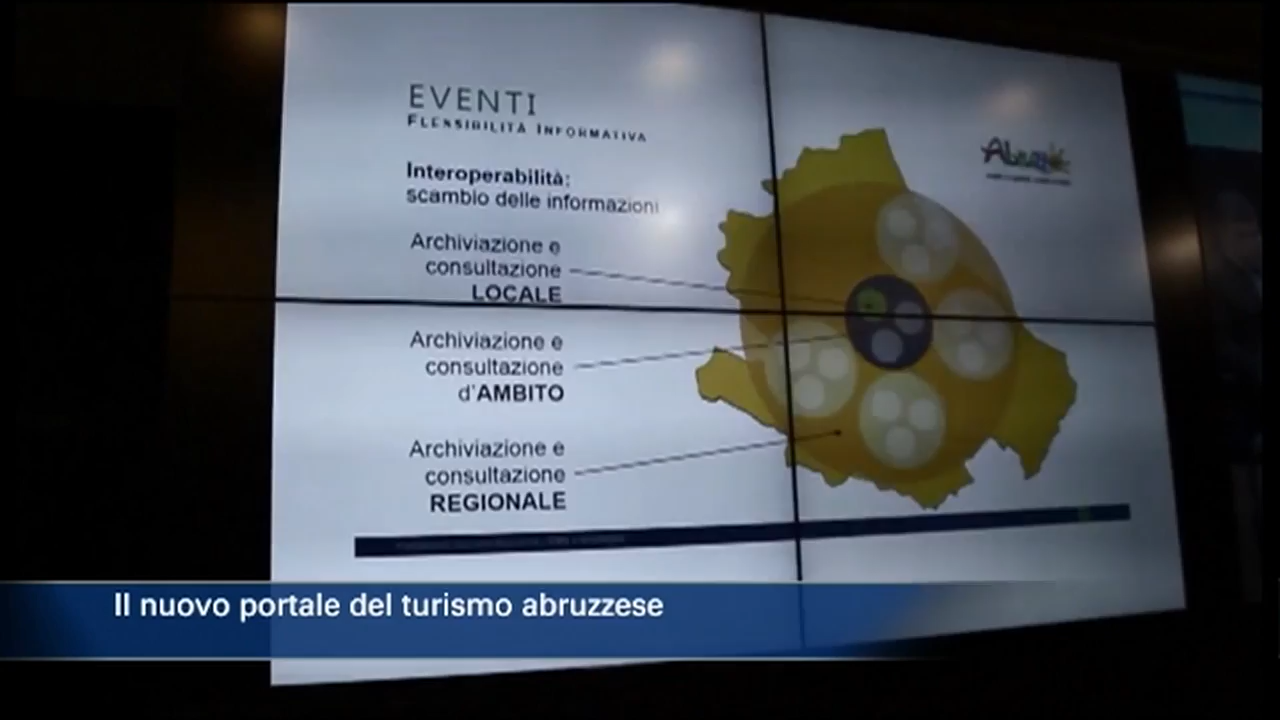 EVENTI
FLESSIBILITÀ INFORMATIVA
Interoperabilità:
scambio delle informazioni
Archiviazione e
consultazione
LOCALE
Archiviazione e
consultazione
d'AMBITO
Archiviazione e
consultazione
REGIONALE
Abruzzo
Il nuovo portale del turismo abruzzese